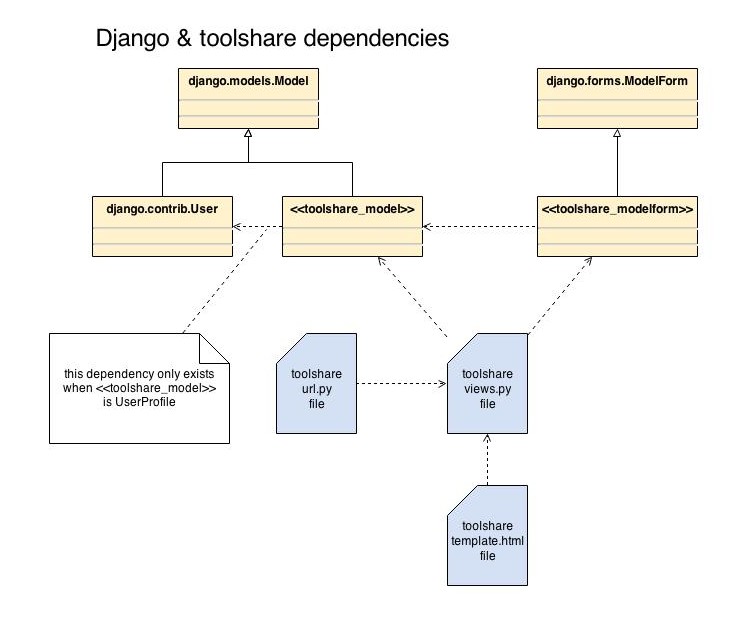 Django & toolshare dependencies
django.models.Model
django.forms.ModelForm
django.contrib.User
<<toolshare_model>>
<<toolshare_modelform>>
this dependency only exists
when <<toolshare_model>>
is UserProfile
toolshare
url.py
file
toolshare
views.py
file
toolshare
template.html
file